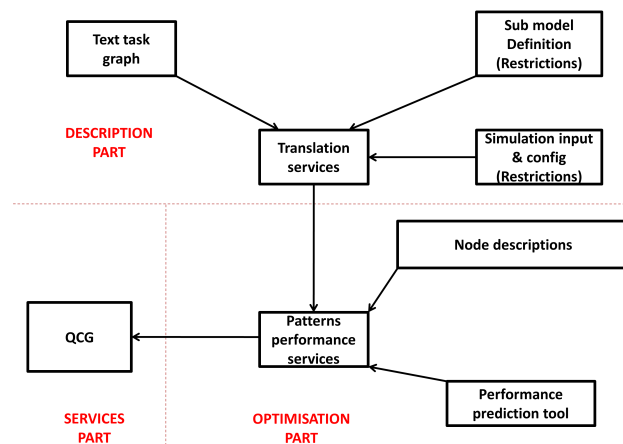 Text task
graph
Sub model
Definition
(Restrictions)
DESCRIPTION
PART
Translation
services
Simulation input
& config
(Restrictions)
Node descriptions
QCG
Patterns
performance
services
Performance
prediction tool
SERVICES
PART
OPTIMISATION
PART